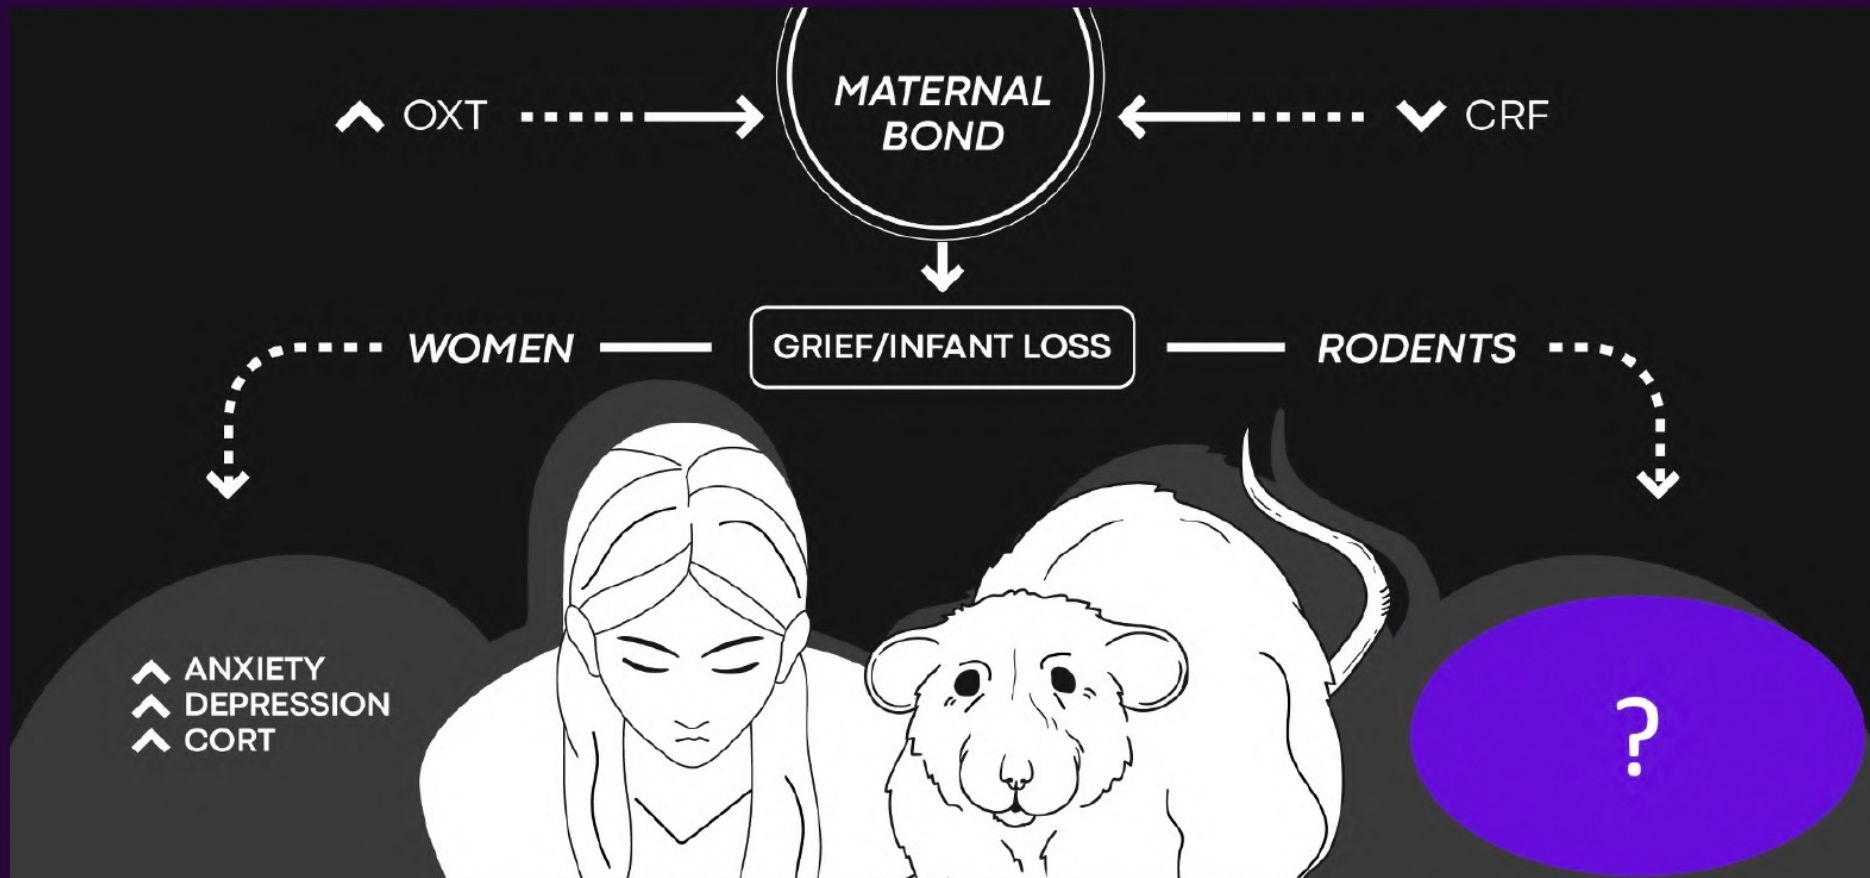 MATERNAL
BOND
OXT
CRF
GRIEF/INFANT LOSS
WOMEN
RODENTS
ANXIETY
DEPRESSION
CORT
?